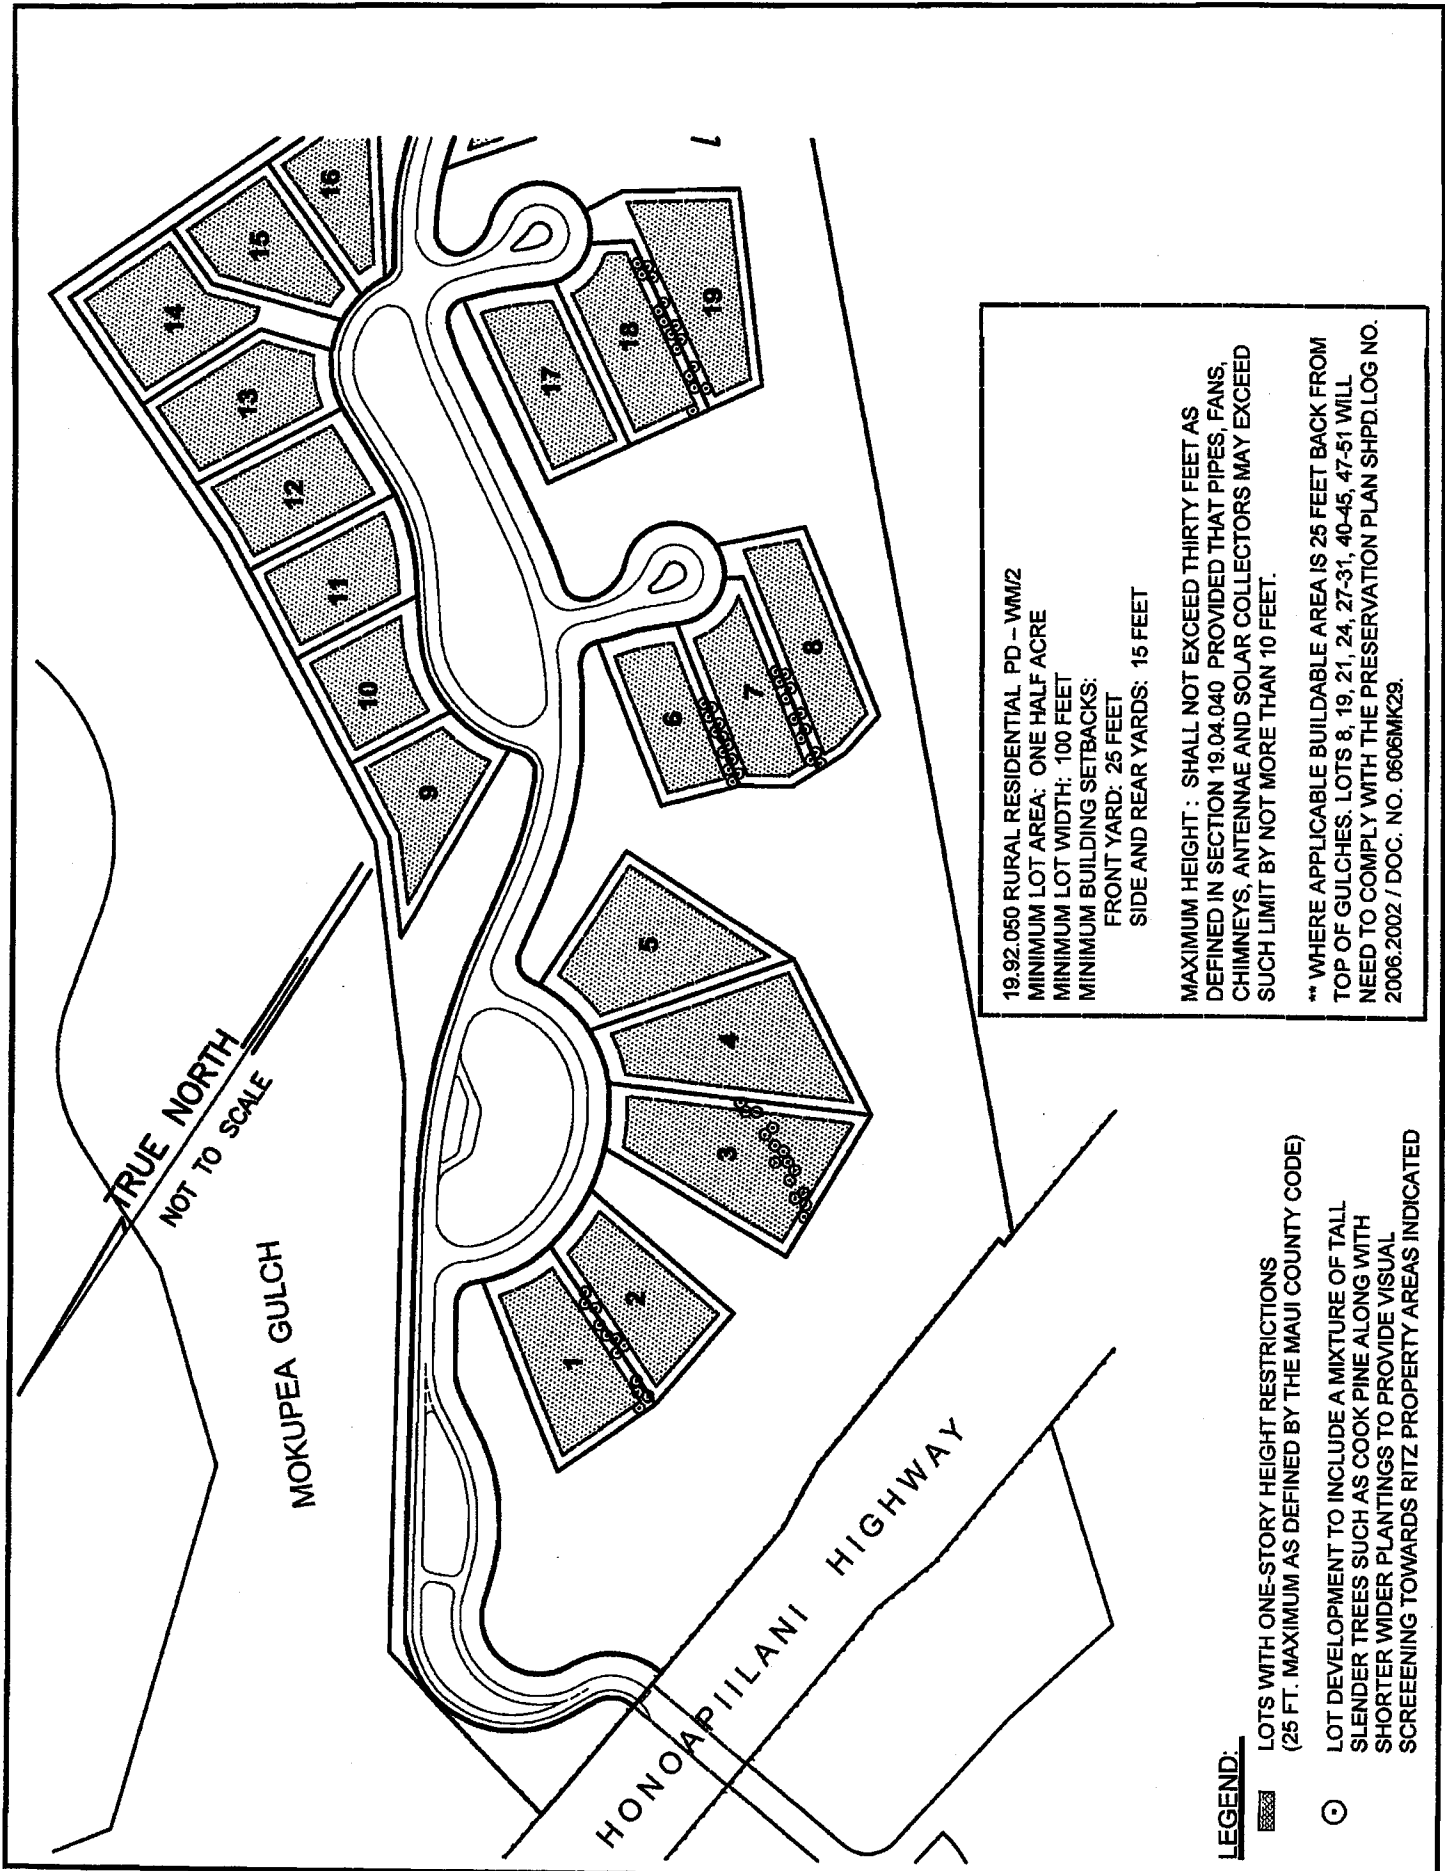 TRUE NORTH
NOT TO SCALE
MOKUPEA GULCH
HONOAPIILANI HIGHWAY
1
2
3
4
5
6
7
8
9
10
11
12
13
14
15
16
17
18
19
19.92.050 RURAL RESIDENTIAL PD – WM/2
MINIMUM LOT AREA: ONE HALF ACRE
MINIMUM LOT WIDTH: 100 FEET
MINIMUM BUILDING SETBACKS:
FRONT YARD: 25 FEET
SIDE AND REAR YARDS: 15 FEET
MAXIMUM HEIGHT : SHALL NOT EXCEED THIRTY FEET AS
DEFINED IN SECTION 19.04.040 PROVIDED THAT PIPES, FANS,
CHIMNEYS, ANTENNAE AND SOLAR COLLECTORS MAY EXCEED
SUCH LIMIT BY NOT MORE THAN 10 FEET.
** WHERE APPLICABLE BUILDABLE AREA IS 25 FEET BACK FROM
TOP OF GULCHES. LOTS 8, 19, 21, 24, 27-31, 40-45, 47-51 WILL
NEED TO COMPLY WITH THE PRESERVATION PLAN SHPD.LOG NO.
2006.2002 / DOC. NO. 0606MK29.
LEGEND:
LOTS WITH ONE-STORY HEIGHT RESTRICTIONS
(25 FT. MAXIMUM AS DEFINED BY THE MAUI COUNTY CODE)
LOT DEVELOPMENT TO INCLUDE A MIXTURE OF TALL
SLENDER TREES SUCH AS COOK PINE ALONG WITH
SHORTER WIDER PLANTINGS TO PROVIDE VISUAL
SCREEENING TOWARDS RITZ PROPERTY AREAS INDICATED